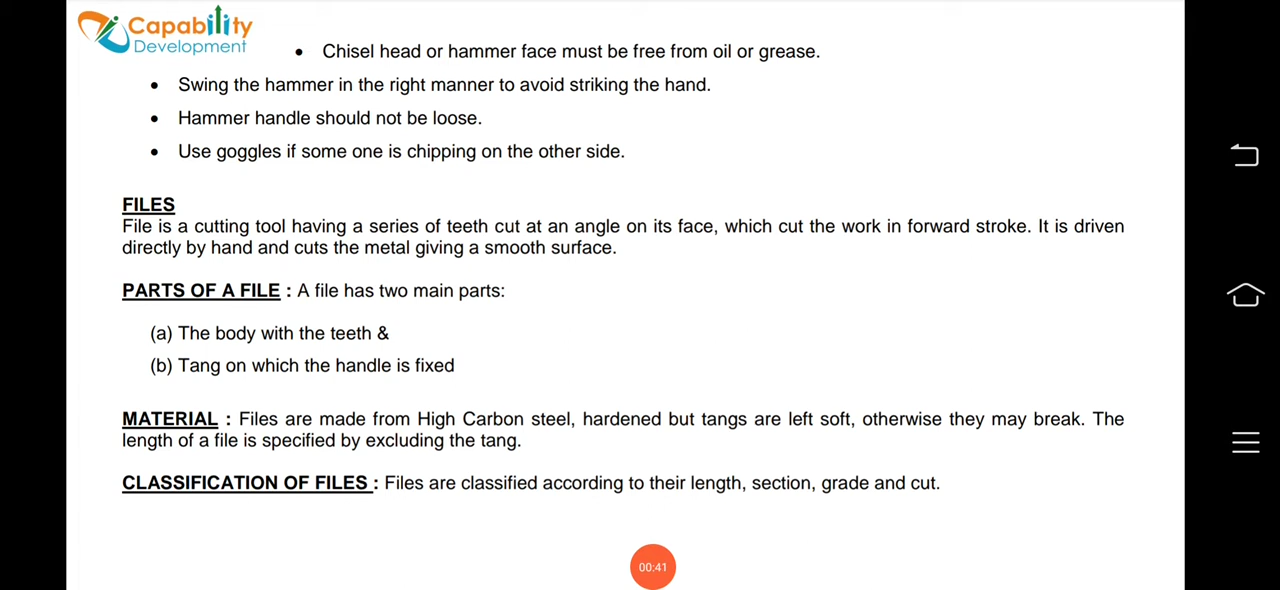 Capability
Development
• Chisel head or hammer face must be free from oil or grease.
• Swing the hammer in the right manner to avoid striking the hand.
• Hammer handle should not be loose.
• Use goggles if some one is chipping on the other side.
FILES
File is a cutting tool having a series of teeth cut at an angle on its face, which cut the work in forward stroke. It is driven
directly by hand and cuts the metal giving a smooth surface.
PARTS OF A FILE : A file has two main parts:
(a) The body with the teeth &
(b) Tang on which the handle is fixed
MATERIAL : Files are made from High Carbon steel, hardened but tangs are left soft, otherwise they may break. The
length of a file is specified by excluding the tang.
CLASSIFICATION OF FILES : Files are classified according to their length, section, grade and cut.
00:41